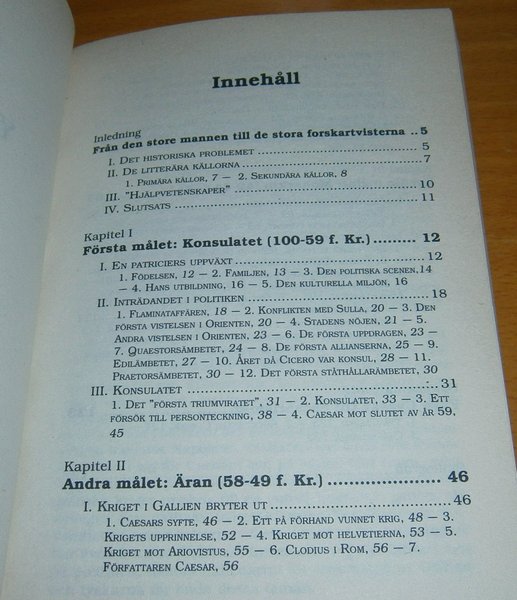 Innehåll
Inledning
Från den store mannen till de stora forskartvisterna .. 5
I. Det historiska problemet 5
II. De litterära källorna 7
1. Primära källor, 7 — 2. Sekundära källor, 8
III. "Hjälpvetenskaper" 10
IV. Slutsats 11
Kapitel I
Första målet: Konsulatet (100-59 f. Kr.) ......... 12
I. En patriciers uppväxt 12
1. Födelsen, 12 — 2. Familjen, 13 — 3. Den politiska scenen, 14
— 4. Hans utbildning, 16 — 5. Den kulturella miljön, 16
II. Inträdandet i politiken 18
1. Flaminataffären, 18 — 2. Konflikten med Sulla, 20 — 3. Den
första vistelsen i Orienten, 20 — 4. Stadens nöjen, 21 — 5.
Andra vistelsen i Orienten, 23 — 6. De första uppdragen, 23
— 7. Quaestorsämbetet, 24 — 8. De första allianserna, 25 — 9.
Edilämbetet, 27 — 10. Året då Cicero var konsul, 28 — 11.
Praetorsämbetet, 30 — 12. Det första ståthållarämbetet, 30
III. Konsulatet 31
1. Det "första triumviratet", 31 — 2. Konsulatet, 33 — 3. Ett
försök till personteckning, 38 — 4. Caesar mot slutet av år 59,
45
Kapitel II
Andra målet: Äran (58-49 f. Kr.) ................... 46
I. Kriget i Gallien bryter ut 46
1. Caesars syfte, 46 — 2. Ett på förhand vunnet krig, 48 — 3.
Krigets upprinnelse, 52 — 4. Kriget mot helvetierna, 53 — 5.
Kriget mot Ariovistus, 55 — 6. Clodius i Rom, 56 — 7.
Författaren Caesar, 56